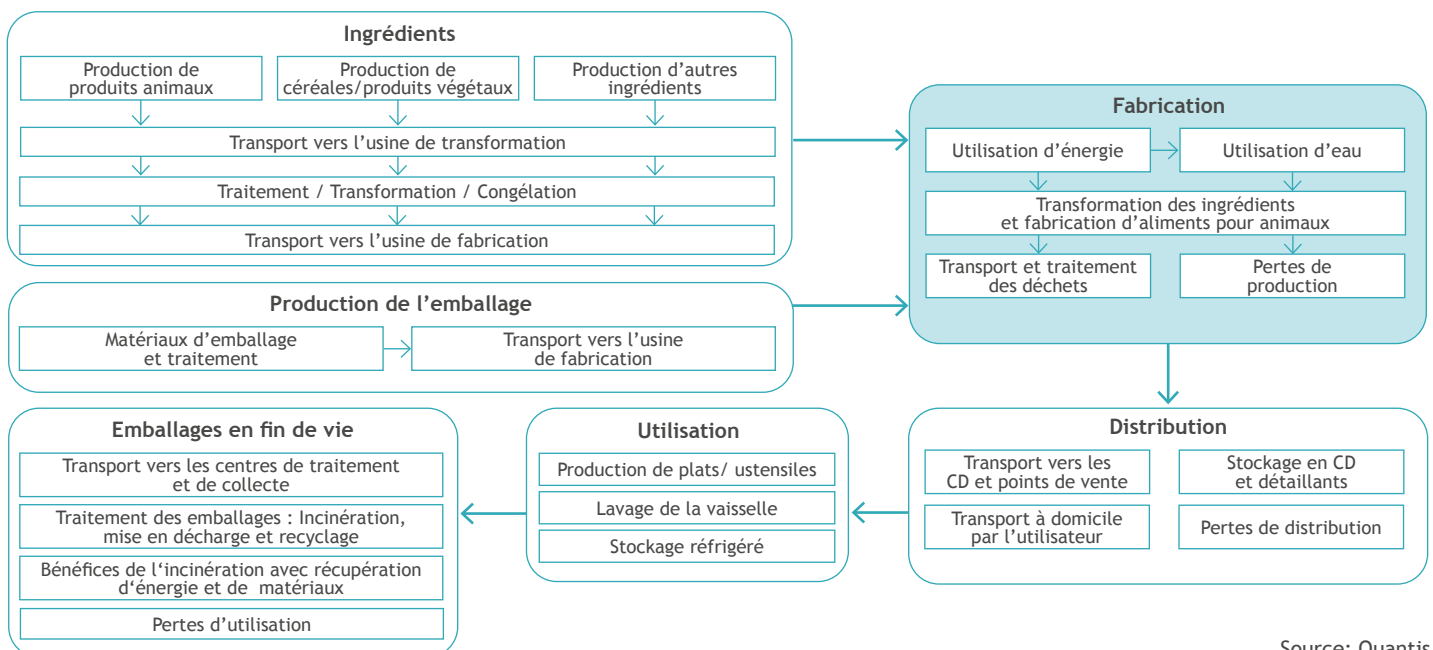 Ingrédients
Production de
produits animaux
Production de
céréales/produits végétaux
Production d'autres
ingrédients
Transport vers l'usine de transformation
Traitement / Transformation / Congélation
Transport vers l'usine de fabrication
Production de l'emballage
Matériaux d'emballage
et traitement
Transport vers l'usine
de fabrication
Fabrication
Utilisation d'énergie
Utilisation d'eau
Transformation des ingrédients
et fabrication d'aliments pour animaux
Transport et traitement
des déchets
Pertes de
production
Distribution
Transport vers les
CD et points de vente
Stockage en CD
et détaillants
Transport à domicile
par l'utilisateur
Pertes de distribution
Utilisation
Production de plats/ ustensiles
Lavage de la vaisselle
Stockage réfrigéré
Emballages en fin de vie
Transport vers les centres de traitement
et de collecte
Traitement des emballages : Incinération,
mise en décharge et recyclage
Bénéfices de l‘incinération avec récupération
d‘énergie et de matériaux
Pertes d'utilisation
Source: Quantis